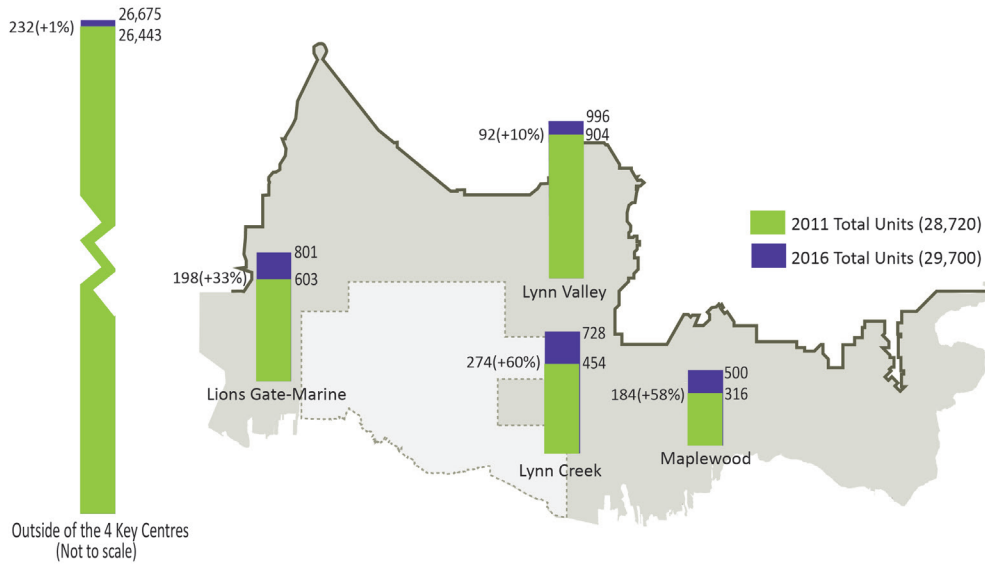 232(+1%)
26,675
26,443
Outside of the 4 Key Centres
(Not to scale)
198(+33%)
801
603
Lions Gate-Marine
92(+10%)
996
904
Lynn Valley
274(+60%)
728
454
Lynn Creek
184(+58%)
500
316
Maplewood
2011 Total Units (28,720)
2016 Total Units (29,700)